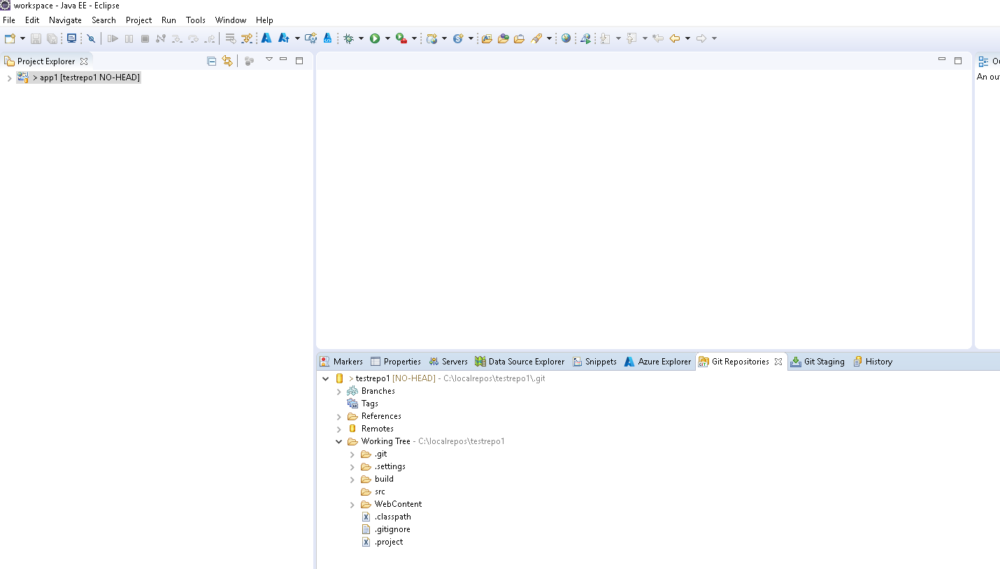 workspace - Java EE - Eclipse
File Edit Navigate Search Project Run Tools Window Help
Project Explorer
> app1 [testrepo1 NO-HEAD]
An
Markers Properties Servers Data Source Explorer Snippets Azure Explorer Git Repositories Git Staging History
> testrepo1 [NO-HEAD] - C:\localrepos\testrepo1\.git
Branches
Tags
References
Remotes
Working Tree - C:\localrepos\testrepo1
.git
.settings
build
src
WebContent
.classpath
.gitignore
.project